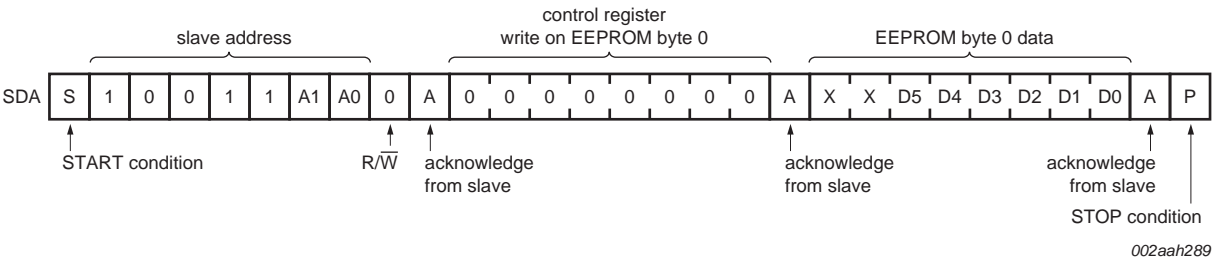 control register
slave address write on EEPROM byte 0 EEPROM byte 0 data
SDA S 1 0 0 1 1 A1 A0 0 A 0 0 0 0 0 0 0 0 A X X D5 D4 D3 D2 D1 D0 A P
START condition R/W acknowledge from slave acknowledge from slave acknowledge from slave
STOP condition
002aah289